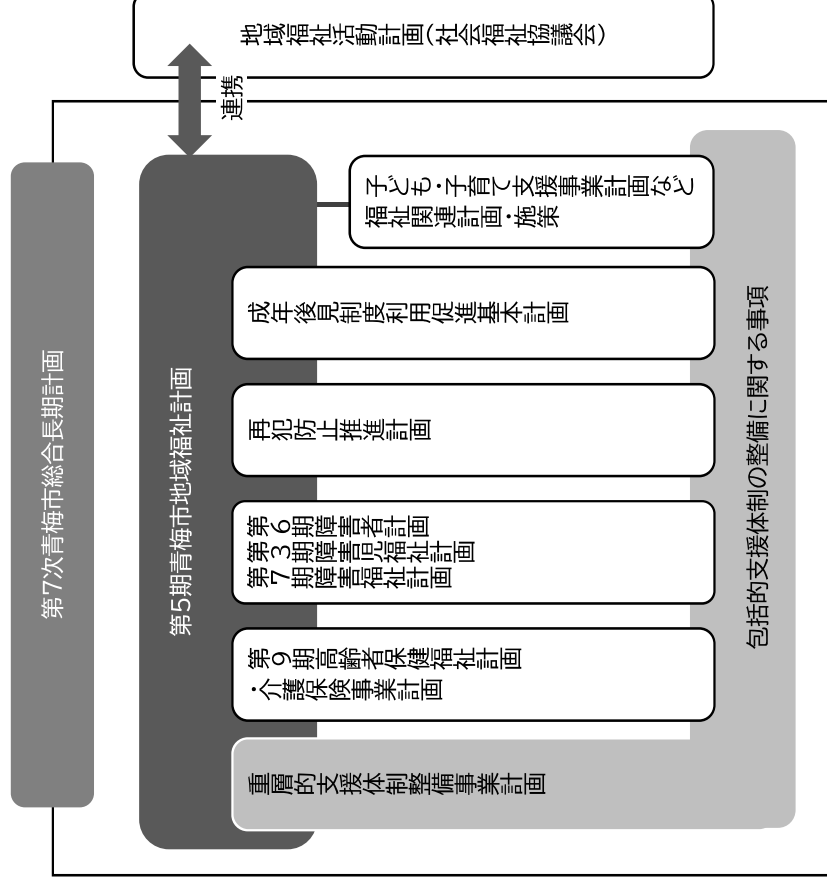 第7次青梅市総合長期計画
第5期青梅市地域福祉計画
連携
地域福祉活動計画(社会福祉協議会)
重層的支援体制整備事業計画
第9期高齢者保健福祉計画
・介護保険事業計画
第6期障害者計画
第3期障害児福祉計画
第7期障害福祉計画
再犯防止推進計画
成年後見制度利用促進基本計画
子ども・子育て支援事業計画など
福祉関連計画・施策
包括的支援体制の整備に関する事項